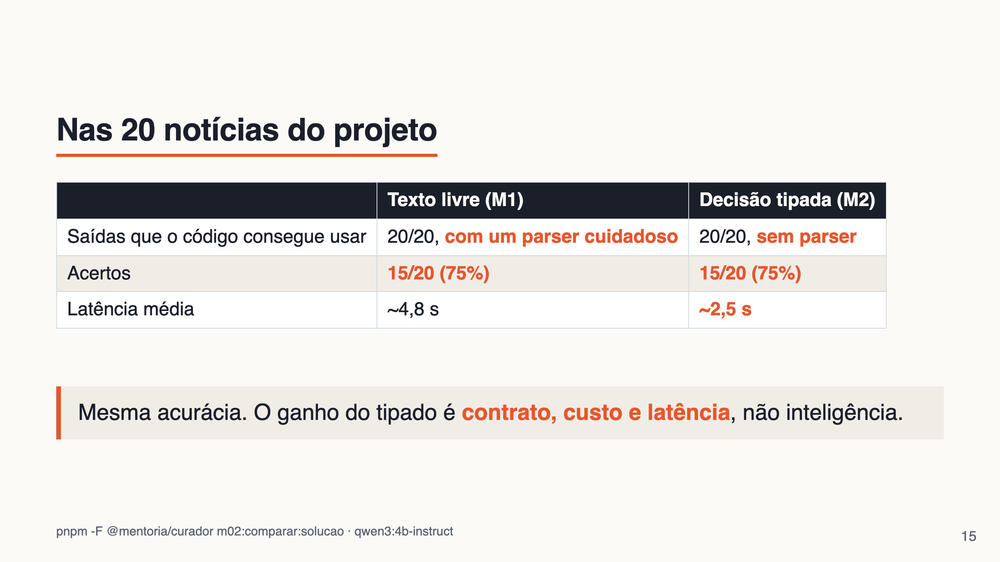 Nas 20 notícias do projeto
Texto livre (M1) Decisão tipada (M2)
Saídas que o código consegue usar 20/20, com um parser cuidadoso 20/20, sem parser
Acertos 15/20 (75%) 15/20 (75%)
Latência média ~4,8 s ~2,5 s
Mesma acurácia. O ganho do tipado é contrato, custo e latência, não inteligência.
pnpm -F @mentoria/curador m02:comparar:solucao · qwen3:4b-instruct
15